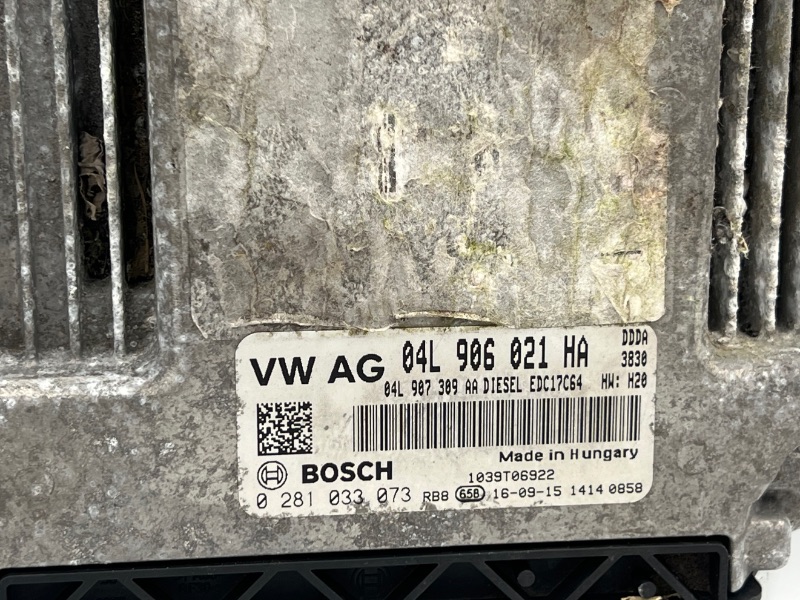 VW AG 04L 906 021 HA DDDA
3830
04L 907 309 AA DIESEL EDC17C64 HW: H20
Made in Hungary
BOSCH 1039T06922
0 281 033 073 RB8 658 16-09-15 1414 0858